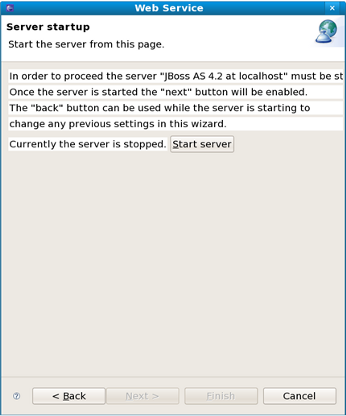 Web Service
Server startup
Start the server from this page.
In order to proceed the server "JBoss AS 4.2 at localhost" must be st
Once the server is started the "next" button will be enabled.
The "back" button can be used while the server is starting to
change any previous settings in this wizard.
Currently the server is stopped. Start server
? < Back Next > Finish Cancel